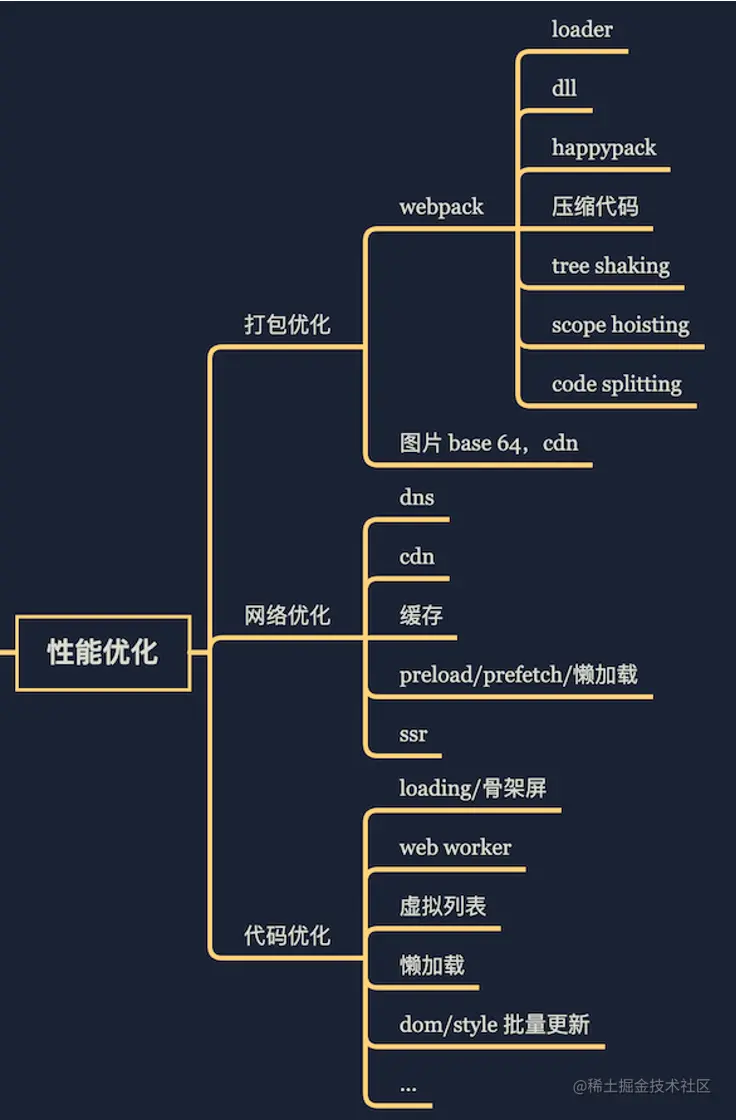 loader
dll
happypack
webpack
压缩代码
tree shaking
打包优化
scope hoisting
code splitting
图片 base 64，cdn
dns
cdn
网络优化
缓存
性能优化
preload/prefetch/懒加载
ssr
loading/骨架屏
web worker
虚拟列表
代码优化
懒加载
dom/style 批量更新
...
@稀土掘金技术社区